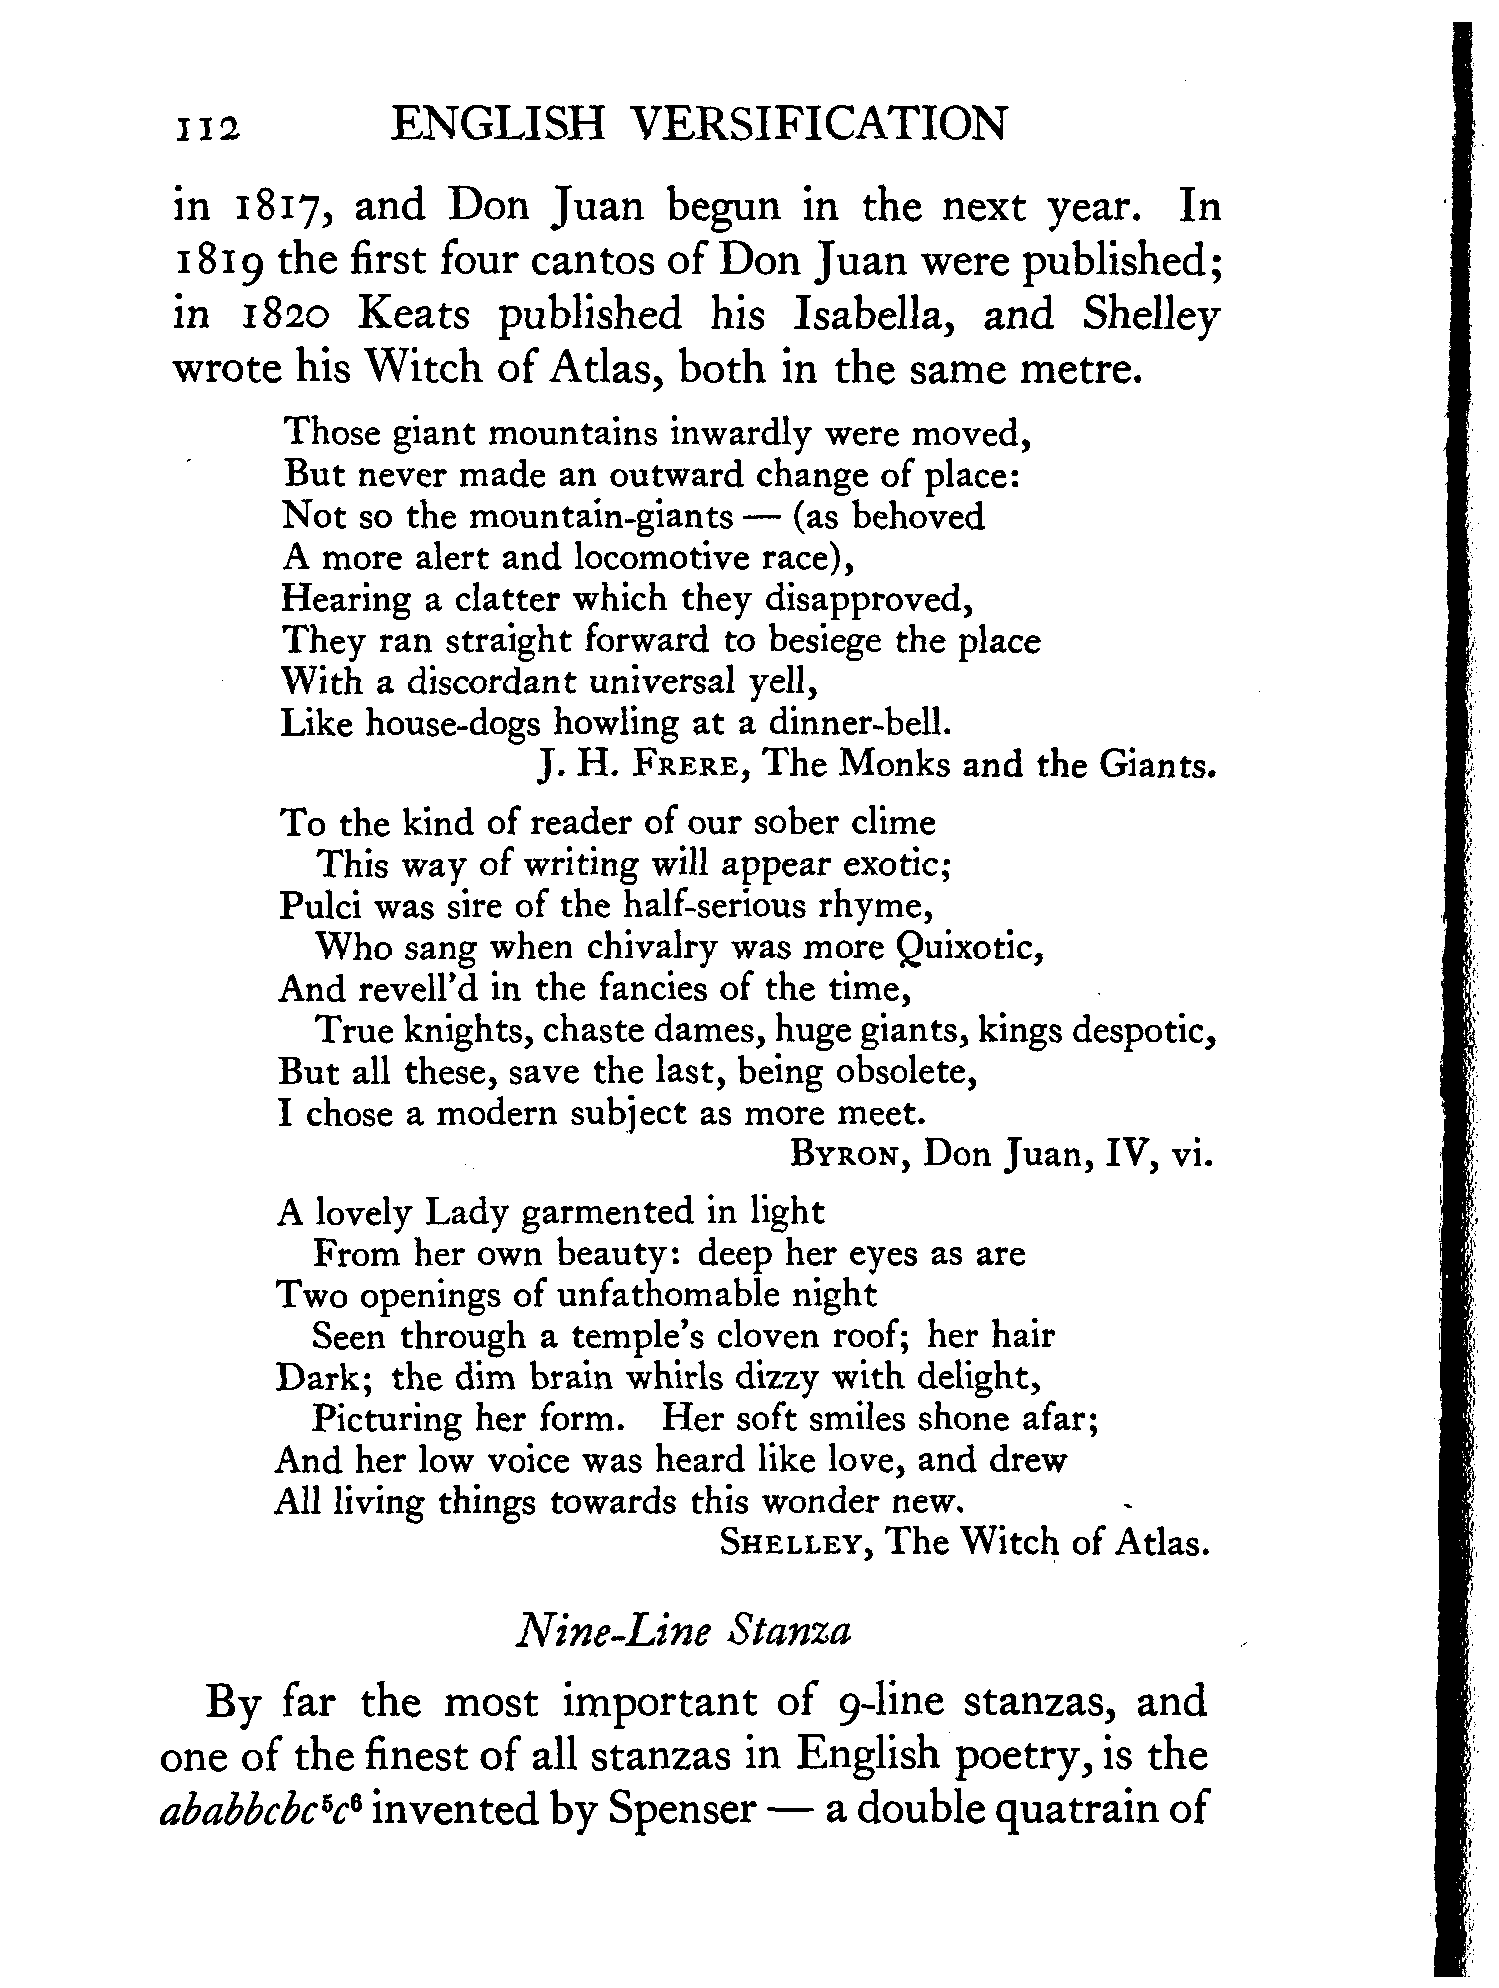 112 ENGLISH VERSIFICATION
in 1817, and Don Juan begun in the next year. In
1819 the first four cantos of Don Juan were published;
in 1820 Keats published his Isabella, and Shelley
wrote his Witch of Atlas, both in the same metre.
Those giant mountains inwardly were moved,
But never made an outward change of place:
Not so the mountain-giants — (as behoved
A more alert and locomotive race),
Hearing a clatter which they disapproved,
They ran straight forward to besiege the place
With a discordant universal yell,
Like house-dogs howling at a dinner-bell.
J. H. FRERE, The Monks and the Giants.
To the kind of reader of our sober clime
This way of writing will appear exotic;
Pulci was sire of the half-serious rhyme,
Who sang when chivalry was more Quixotic,
And revell'd in the fancies of the time,
True knights, chaste dames, huge giants, kings despotic,
But all these, save the last, being obsolete,
I chose a modern subject as more meet.
BYRON, Don Juan, IV, vi.
A lovely Lady garmented in light
From her own beauty: deep her eyes as are
Two openings of unfathomable night
Seen through a temple's cloven roof; her hair
Dark; the dim brain whirls dizzy with delight,
Picturing her form. Her soft smiles shone afar;
And her low voice was heard like love, and drew
All living things towards this wonder new.
SHELLEY, The Witch of Atlas.
Nine-Line Stanza
By far the most important of 9-line stanzas, and
one of the finest of all stanzas in English poetry, is the
ababbcbc⁵c⁶ invented by Spenser — a double quatrain of